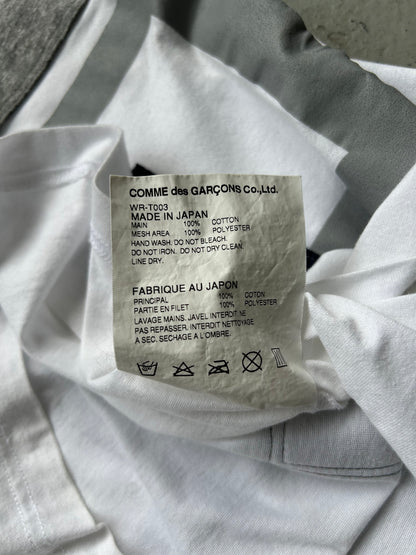 COMME des GARÇONS Co.,Ltd.
WR-T003
MADE IN JAPAN
MAIN 100% COTTON
MESH AREA 100% POLYESTER
HAND WASH. DO NOT BLEACH.
DO NOT IRON. DO NOT DRY CLEAN.
LINE DRY.
FABRIQUE AU JAPON
PRINCIPAL 100% COTON
PARTIE EN FILET 100% POLYESTER
LAVAGE MAINS. JAVEL INTERDIT NE
PAS REPASSER. INTERDIT NETTOYAGE
A SEC. SECHAGE A L'OMBRE.